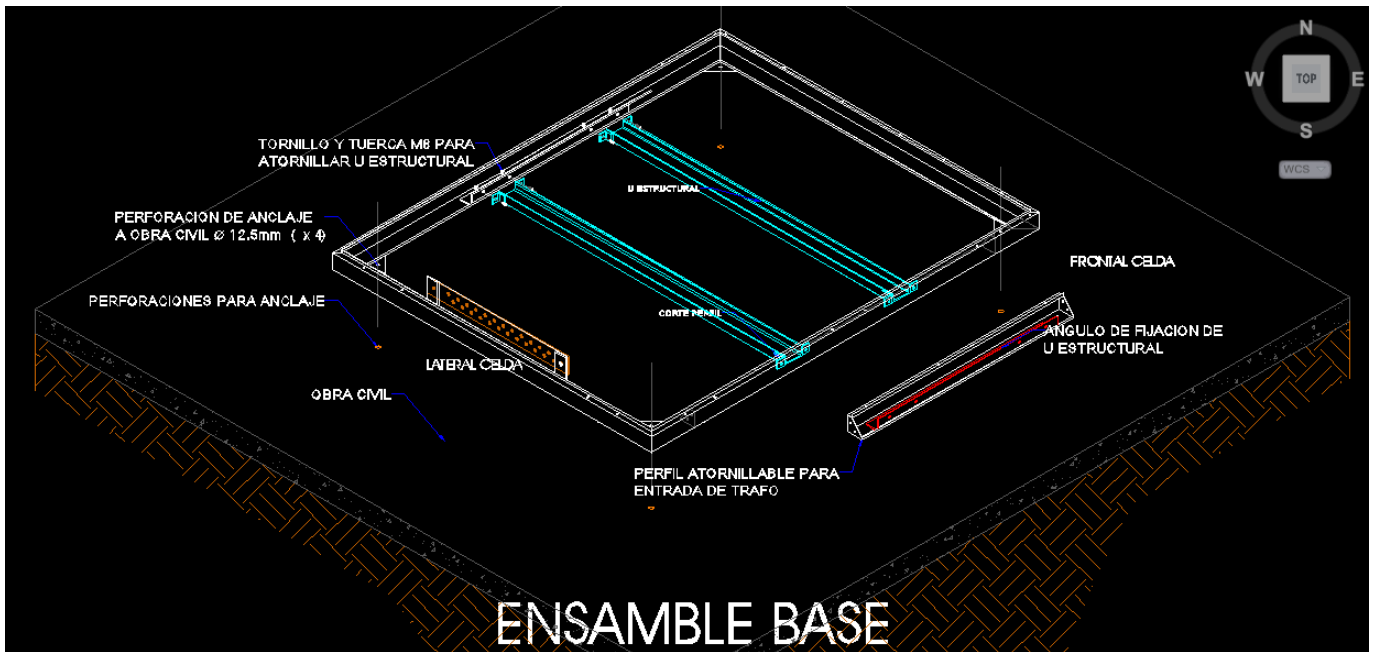 N
W
TOP
E
S
WCS
TORNILLO Y TUERCA M8 PARA
ATORNILLAR U ESTRUCTURAL
U ESTRUCTURAL
PERFORACION DE ANCLAJE
A OBRA CIVIL Ø 12.5mm ( x 4)
FRONTAL CELDA
PERFORACIONES PARA ANCLAJE
CORTE PERFIL
ANGULO DE FIJACION DE
U ESTRUCTURAL
LATERAL CELDA
OBRA CIVIL
PERFIL ATORNILLABLE PARA
ENTRADA DE TRAFO
ENSAMBLE BASE